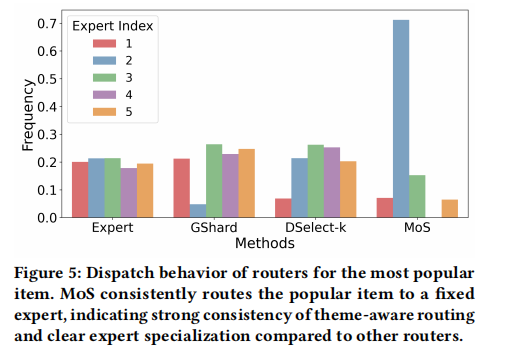 0.7
0.6
0.5
0.4
0.3
0.2
0.1
0.0
Frequency
Expert Index
1
2
3
4
5
Expert GShard DSelect-k MoS
Methods
Figure 5: Dispatch behavior of routers for the most popular
item. MoS consistently routes the popular item to a fixed
expert, indicating strong consistency of theme-aware routing
and clear expert specialization compared to other routers.